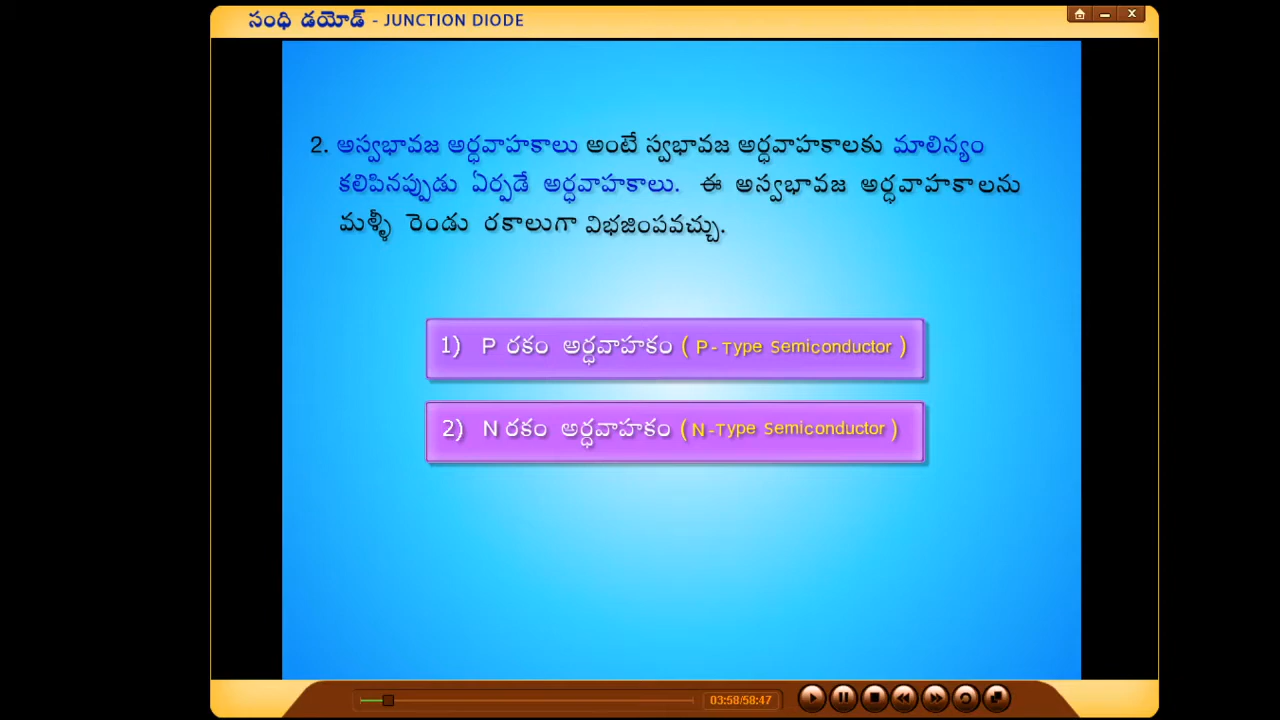 సంధి డయోడ్ - JUNCTION DIODE
2. అస్వభావజ అర్ధవాహకాలు అంటే స్వభావజ అర్ధవాహకాలకు మాలిన్యం
కలిపినప్పుడు ఏర్పడే అర్ధవాహకాలు. ఈ అస్వభావజ అర్ధవాహకాలను
మళ్ళీ రెండు రకాలుగా విభజింపవచ్చు.
1) P రకం అర్ధవాహకం ( P - Type Semiconductor )
2) N రకం అర్ధవాహకం ( N - Type Semiconductor )
03:58/58:47